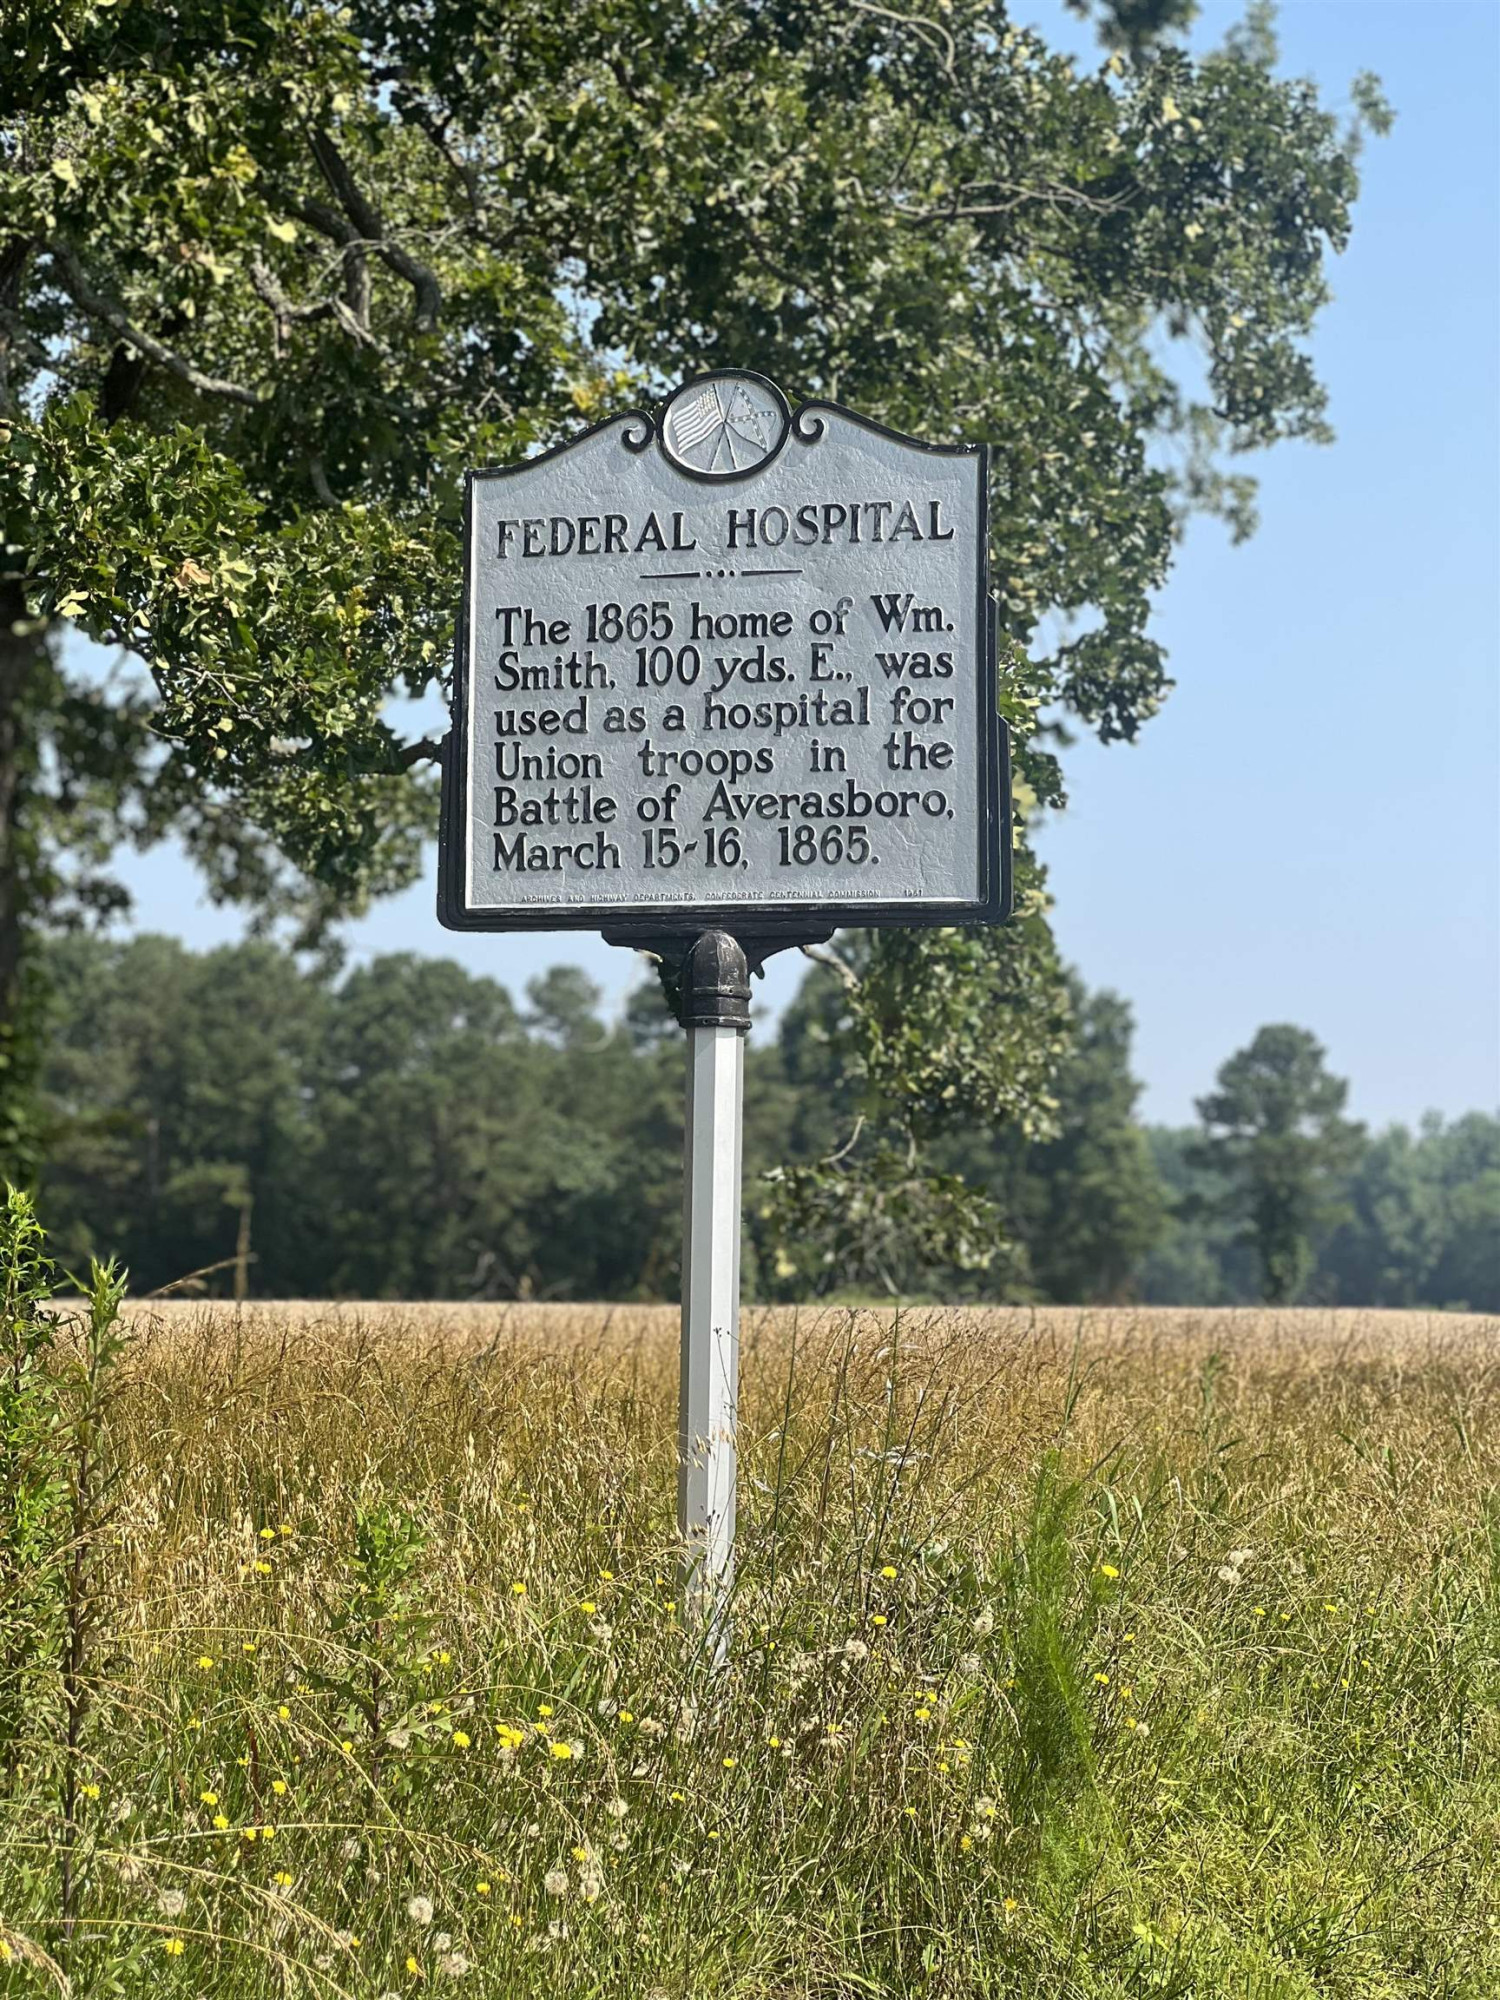 FEDERAL HOSPITAL
The 1865 home of Wm.
Smith, 100 yds. E., was
used as a hospital for
Union troops in the
Battle of Averasboro,
March 15-16, 1865.
ARCHIVES AND HIGHWAY DEPARTMENTS, CONFEDERATE CENTENNIAL COMMISSION 1961